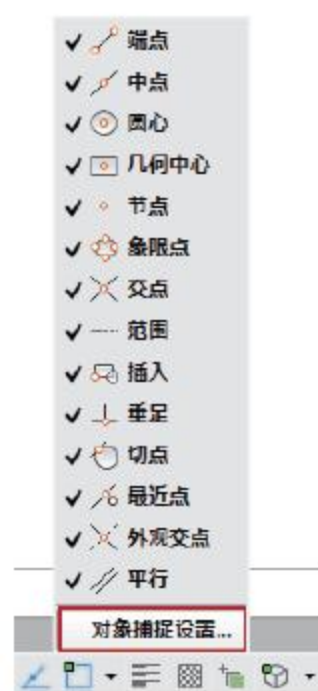 端点
中点
圆心
几何中心
节点
象限点
交点
范围
插入
垂足
切点
最近点
外观交点
平行
对象捕捉设置...